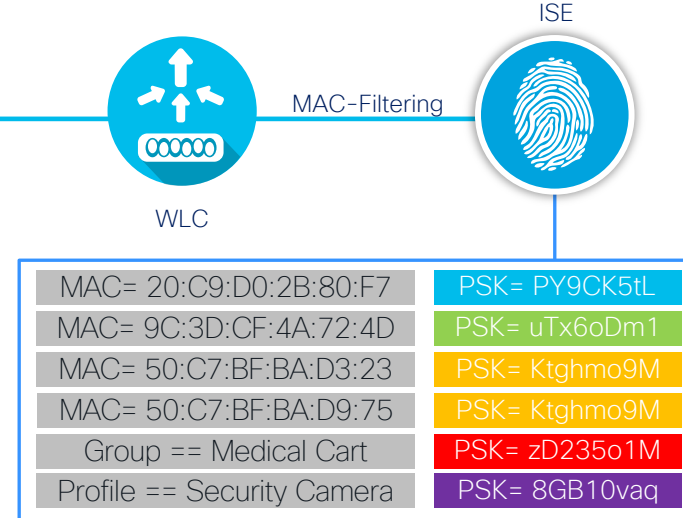 ISE
MAC-Filtering
WLC
MAC= 20:C9:D0:2B:80:F7 PSK= PY9CK5tL
MAC= 9C:3D:CF:4A:72:4D PSK= uTx6oDm1
MAC= 50:C7:BF:BA:D3:23 PSK= Ktghmo9M
MAC= 50:C7:BF:BA:D9:75 PSK= Ktghmo9M
Group == Medical Cart PSK= zD235o1M
Profile == Security Camera PSK= 8GB10vaq